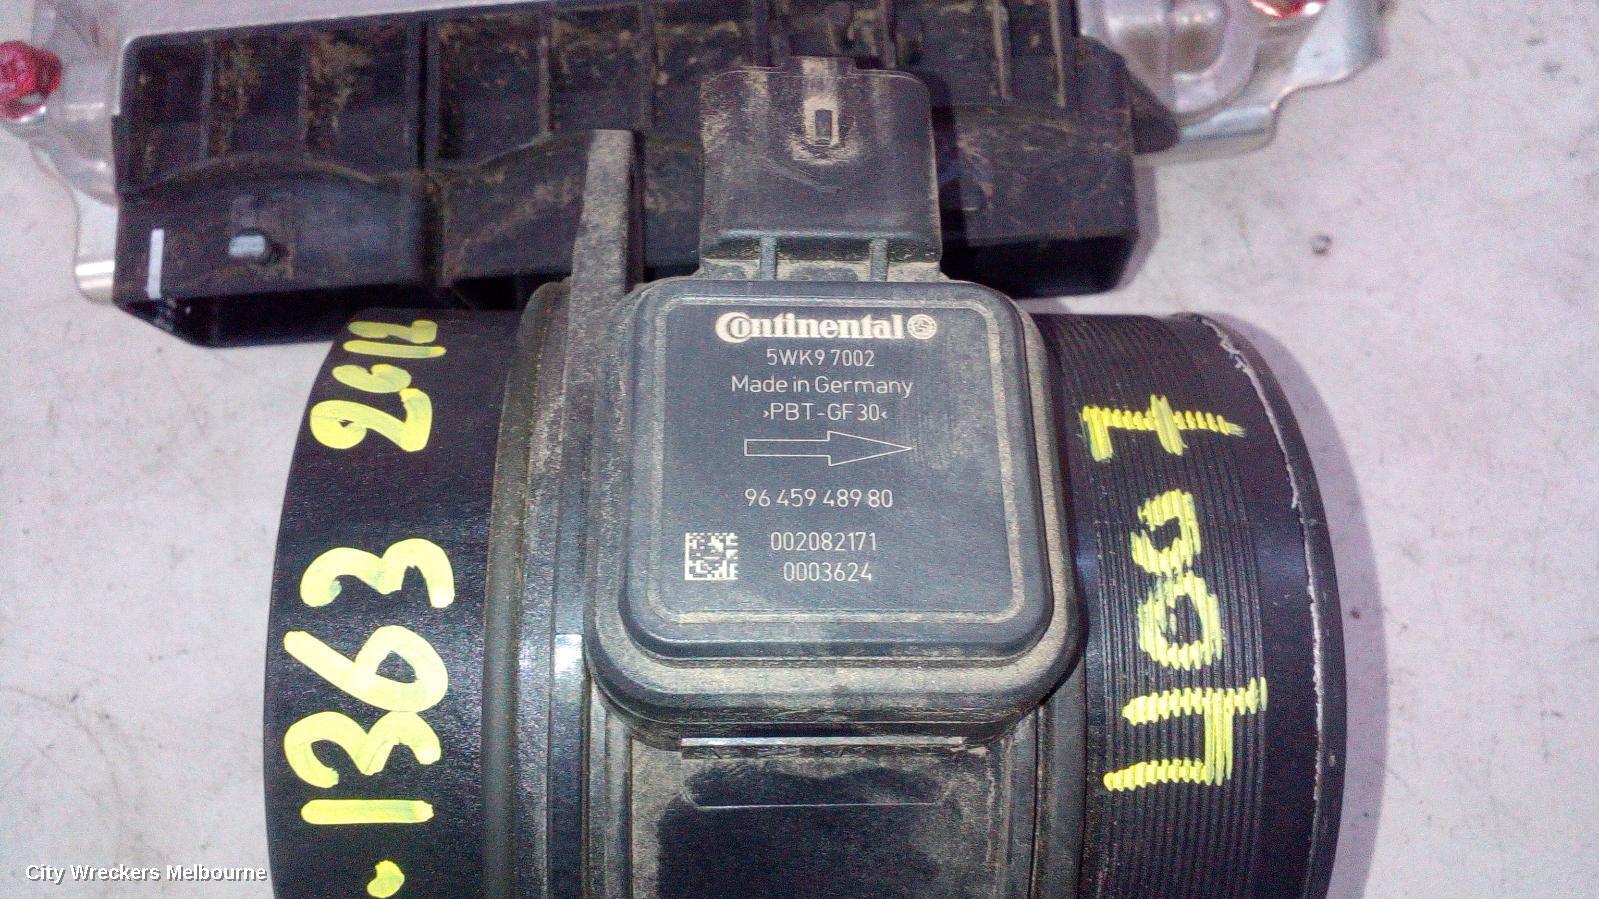 Continental
5WK9 7002
Made in Germany
>PBT-GF30<
96 459 489 80
002082171
0003624
.1363 2012
4007
City Wreckers Melbourne